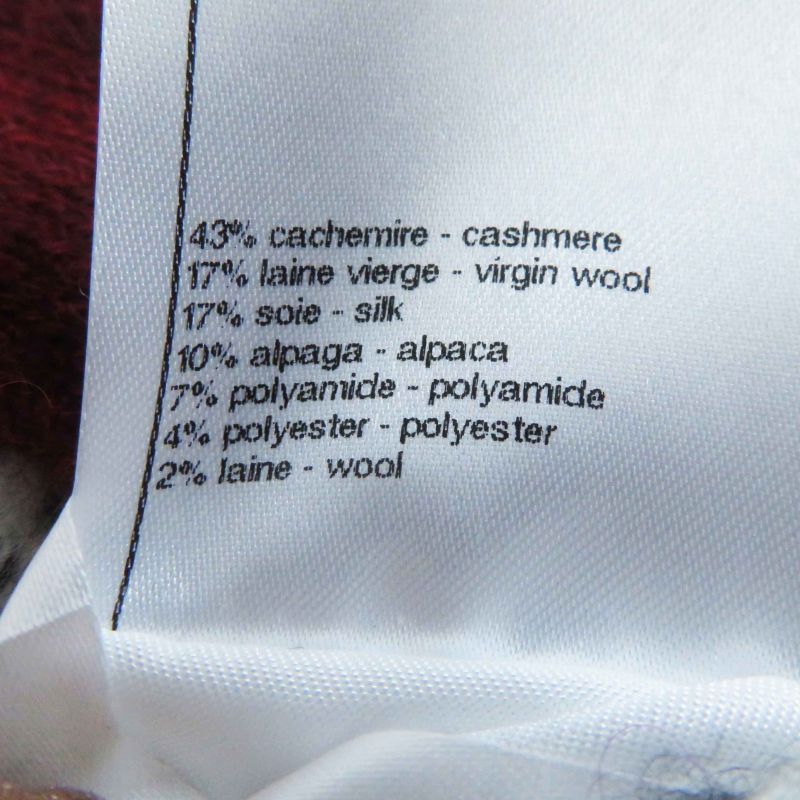 43% cachemire - cashmere
17% laine vierge - virgin wool
17% soie - silk
10% alpaga - alpaca
7% polyamide - polyamide
4% polyester - polyester
2% laine - wool